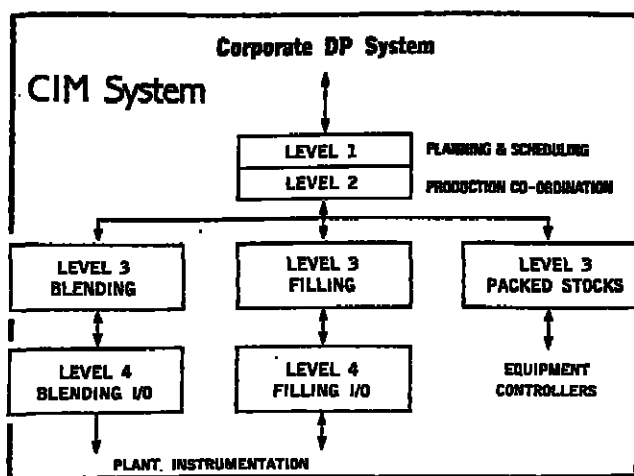 Corporate DP System
CIM System
LEVEL 1
PLANNING & SCHEDULING
LEVEL 2
PRODUCTION CO-ORDINATION
LEVEL 3
BLENDING
LEVEL 3
FILLING
LEVEL 3
PACKED STOCKS
LEVEL 4
BLENDING I/O
LEVEL 4
FILLING I/O
EQUIPMENT
CONTROLLERS
PLANT. INSTRUMENTATION